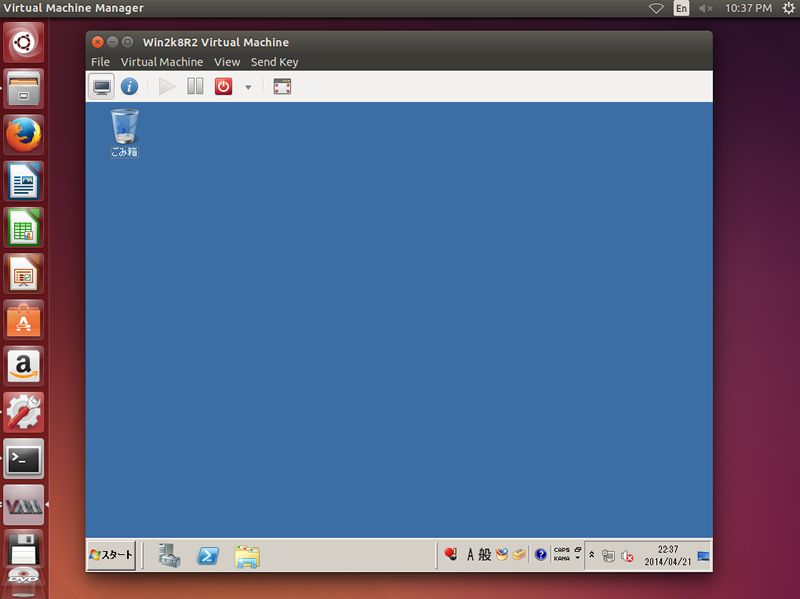 Virtual Machine Manager
En
10:37 PM
Win2k8R2 Virtual Machine
File Virtual Machine View Send Key
ごみ箱
スタート
A 般
CAPS
KANA
22:37
2014/04/21